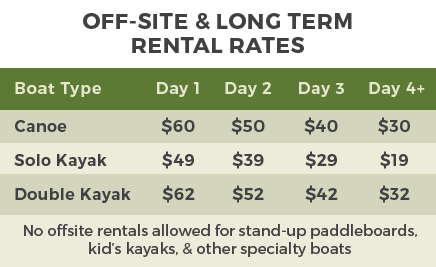 OFF-SITE & LONG TERM
RENTAL RATES
Boat Type Day 1 Day 2 Day 3 Day 4+
Canoe $60 $50 $40 $30
Solo Kayak $49 $39 $29 $19
Double Kayak $62 $52 $42 $32
No offsite rentals allowed for stand-up paddleboards,
kid's kayaks, & other specialty boats